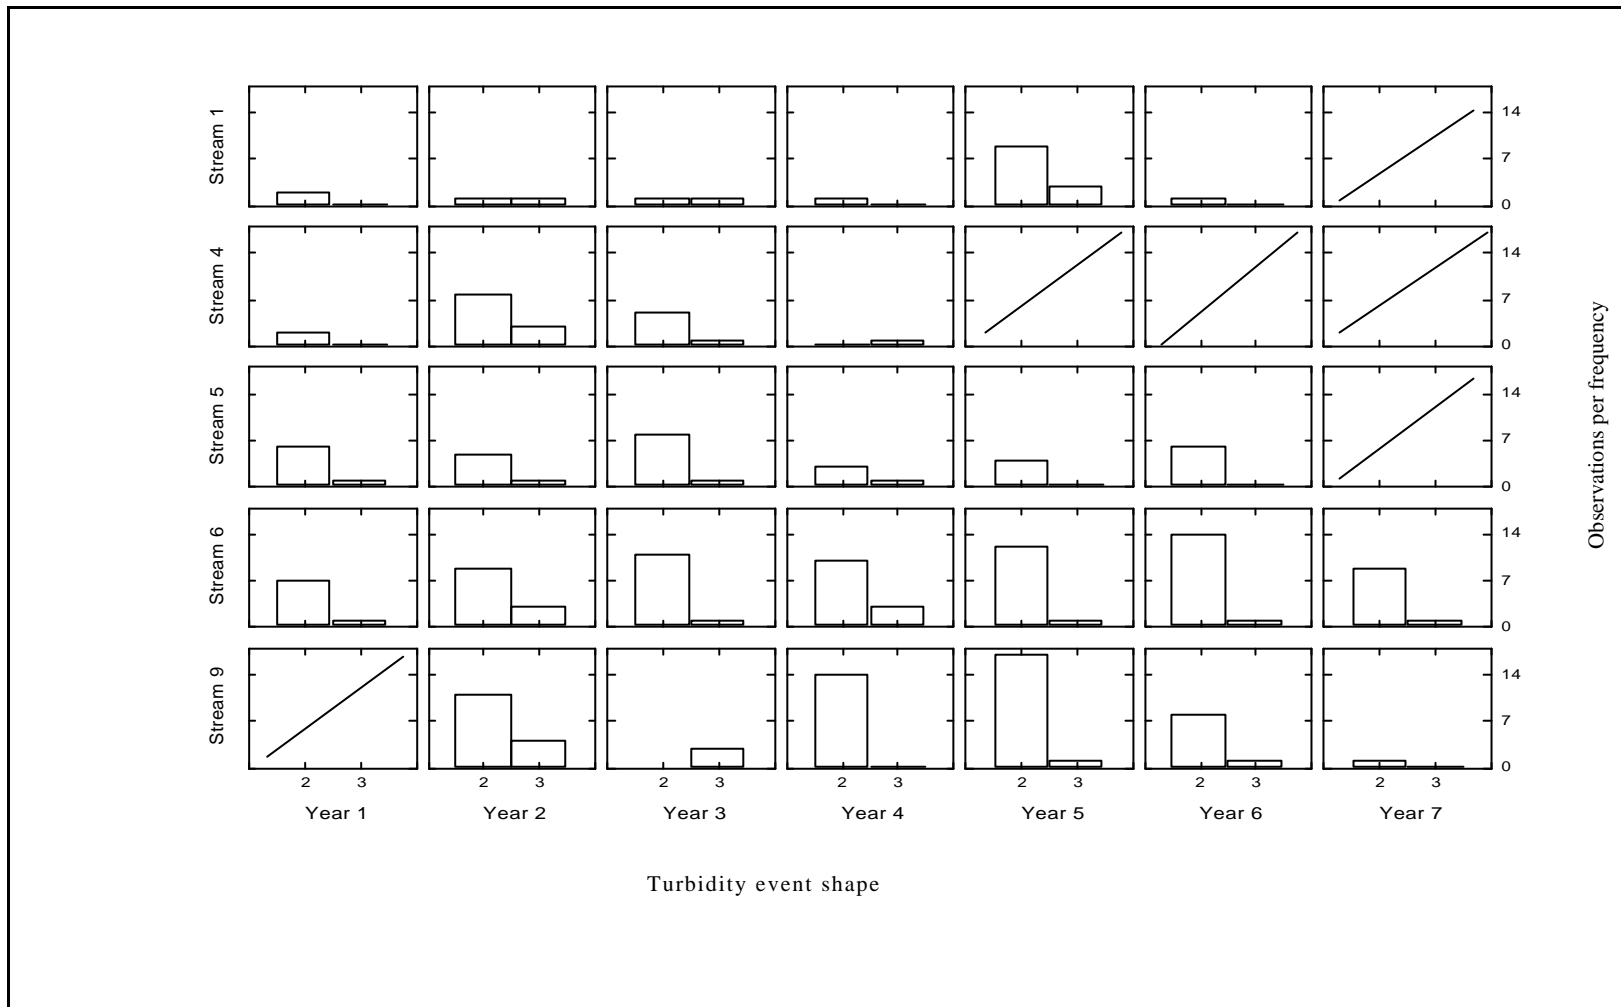 Stream 1
14
7
0
Stream 4
14
7
0
Stream 5
14
7
0
Stream 6
14
7
0
Stream 9
14
7
0
2 3 2 3 2 3 2 3 2 3 2 3 2 3
Year 1 Year 2 Year 3 Year 4 Year 5 Year 6 Year 7
Turbidity event shape
Observations per frequency